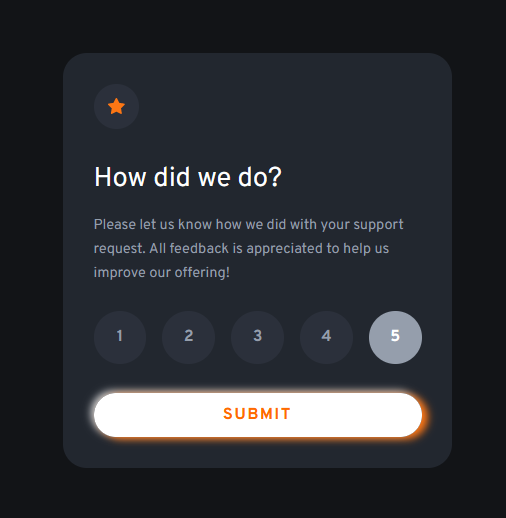 How did we do?
Please let us know how we did with your support
request. All feedback is appreciated to help us
improve our offering!
1 2 3 4 5
SUBMIT